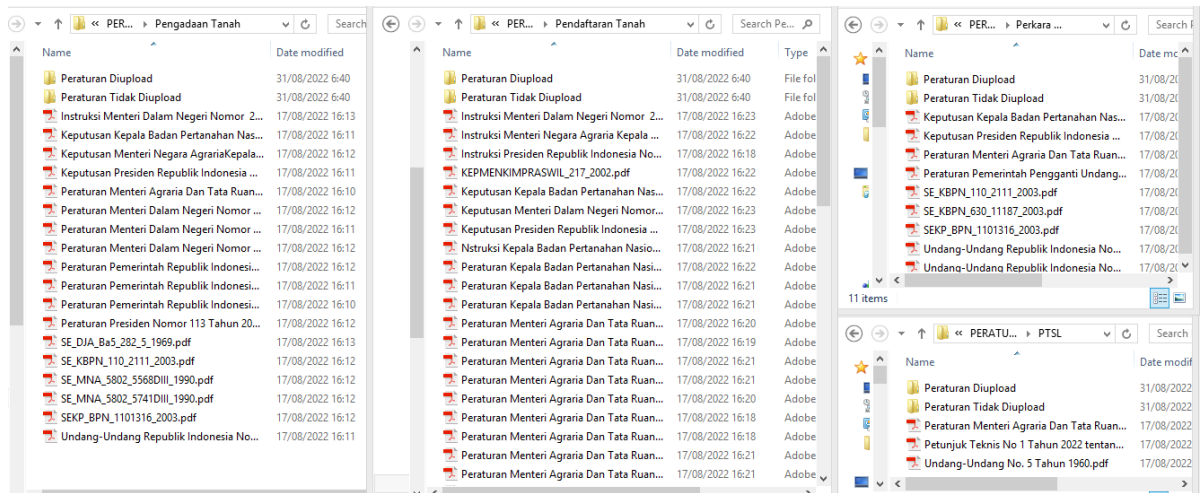 « PER... › Pengadaan Tanah
Search
Name Date modified
Peraturan Diupload 31/08/2022 6:40
Peraturan Tidak Diupload 31/08/2022 6:40
Instruksi Menteri Dalam Negeri Nomor 2... 17/08/2022 16:13
Keputusan Kepala Badan Pertanahan Nas... 17/08/2022 16:11
Keputusan Menteri Negara AgrariaKepala... 17/08/2022 16:12
Keputusan Presiden Republik Indonesia ... 17/08/2022 16:11
Peraturan Menteri Agraria Dan Tata Ruan... 17/08/2022 16:10
Peraturan Menteri Dalam Negeri Nomor ... 17/08/2022 16:12
Peraturan Menteri Dalam Negeri Nomor ... 17/08/2022 16:11
Peraturan Menteri Dalam Negeri Nomor ... 17/08/2022 16:12
Peraturan Pemerintah Republik Indonesi... 17/08/2022 16:12
Peraturan Pemerintah Republik Indonesi... 17/08/2022 16:11
Peraturan Pemerintah Republik Indonesi... 17/08/2022 16:10
Peraturan Presiden Nomor 113 Tahun 20... 17/08/2022 16:12
SE_DJA_Ba5_282_5_1969.pdf 17/08/2022 16:13
SE_KBPN_110_2111_2003.pdf 17/08/2022 16:12
SE_MNA_5802_5568DIII_1990.pdf 17/08/2022 16:12
SE_MNA_5802_5741DIII_1990.pdf 17/08/2022 16:12
SEKP_BPN_1101316_2003.pdf 17/08/2022 16:12
Undang-Undang Republik Indonesia No... 17/08/2022 16:11
« PER... › Pendaftaran Tanah
Search Pe...
Name Date modified Type
Peraturan Diupload 31/08/2022 6:40 File fol
Peraturan Tidak Diupload 31/08/2022 6:40 File fol
Instruksi Menteri Dalam Negeri Nomor 2... 17/08/2022 16:23 Adobe
Instruksi Menteri Negara Agraria Kepala ... 17/08/2022 16:22 Adobe
Instruksi Presiden Republik Indonesia No... 17/08/2022 16:18 Adobe
KEPMENKIMPRASWIL_217_2002.pdf 17/08/2022 16:22 Adobe
Keputusan Kepala Badan Pertanahan Nas... 17/08/2022 16:22 Adobe
Keputusan Menteri Dalam Negeri Nomor... 17/08/2022 16:23 Adobe
Keputusan Presiden Republik Indonesia ... 17/08/2022 16:23 Adobe
Nstruksi Kepala Badan Pertanahan Nasio... 17/08/2022 16:21 Adobe
Peraturan Kepala Badan Pertanahan Nasi... 17/08/2022 16:22 Adobe
Peraturan Kepala Badan Pertanahan Nasi... 17/08/2022 16:21 Adobe
Peraturan Kepala Badan Pertanahan Nasi... 17/08/2022 16:21 Adobe
Peraturan Menteri Agraria Dan Tata Ruan... 17/08/2022 16:20 Adobe
Peraturan Menteri Agraria Dan Tata Ruan... 17/08/2022 16:19 Adobe
Peraturan Menteri Agraria Dan Tata Ruan... 17/08/2022 16:21 Adobe
Peraturan Menteri Agraria Dan Tata Ruan... 17/08/2022 16:21 Adobe
Peraturan Menteri Agraria Dan Tata Ruan... 17/08/2022 16:20 Adobe
Peraturan Menteri Agraria Dan Tata Ruan... 17/08/2022 16:18 Adobe
Peraturan Menteri Agraria Dan Tata Ruan... 17/08/2022 16:18 Adobe
Peraturan Menteri Agraria Dan Tata Ruan... 17/08/2022 16:21 Adobe
Peraturan Menteri Agraria Dan Tata Ruan... 17/08/2022 16:21 Adobe
« PER... › Perkara ...
Search
Name Date mo
Peraturan Diupload 31/08/20
Peraturan Tidak Diupload 31/08/20
Keputusan Kepala Badan Pertanahan Nas... 17/08/20
Keputusan Presiden Republik Indonesia ... 17/08/20
Peraturan Menteri Agraria Dan Tata Ruan... 17/08/20
Peraturan Pemerintah Pengganti Undang... 17/08/20
SE_KBPN_110_2111_2003.pdf 17/08/20
SE_KBPN_630_11187_2003.pdf 17/08/20
SEKP_BPN_1101316_2003.pdf 17/08/20
Undang-Undang Republik Indonesia No... 17/08/20
Undang-Undang Republik Indonesia No... 17/08/20
11 items
« PERATU... › PTSL
Search
Name Date modif
Peraturan Diupload 31/08/2022
Peraturan Tidak Diupload 31/08/2022
Peraturan Menteri Agraria Dan Tata Ruan... 17/08/2022
Petunjuk Teknis No 1 Tahun 2022 tentan... 17/08/2022
Undang-Undang No. 5 Tahun 1960.pdf 17/08/2022